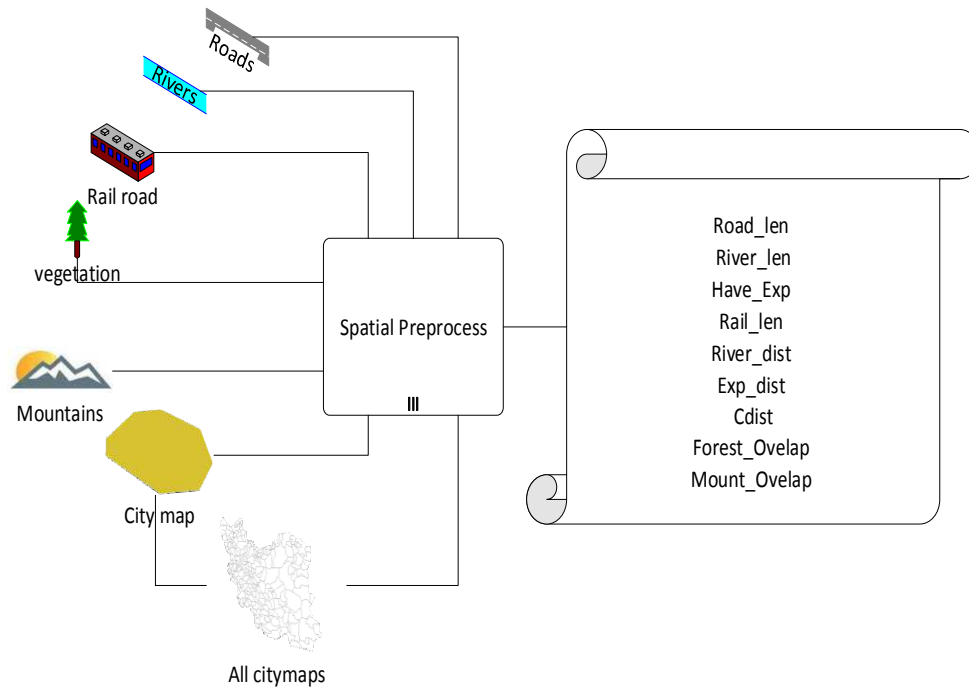 Roads
Rivers
Rail road
vegetation
Mountains
City map
All citymaps
Spatial Preprocess
Road_len
River_len
Have_Exp
Rail_len
River_dist
Exp_dist
Cdist
Forest_Ovelap
Mount_Ovelap